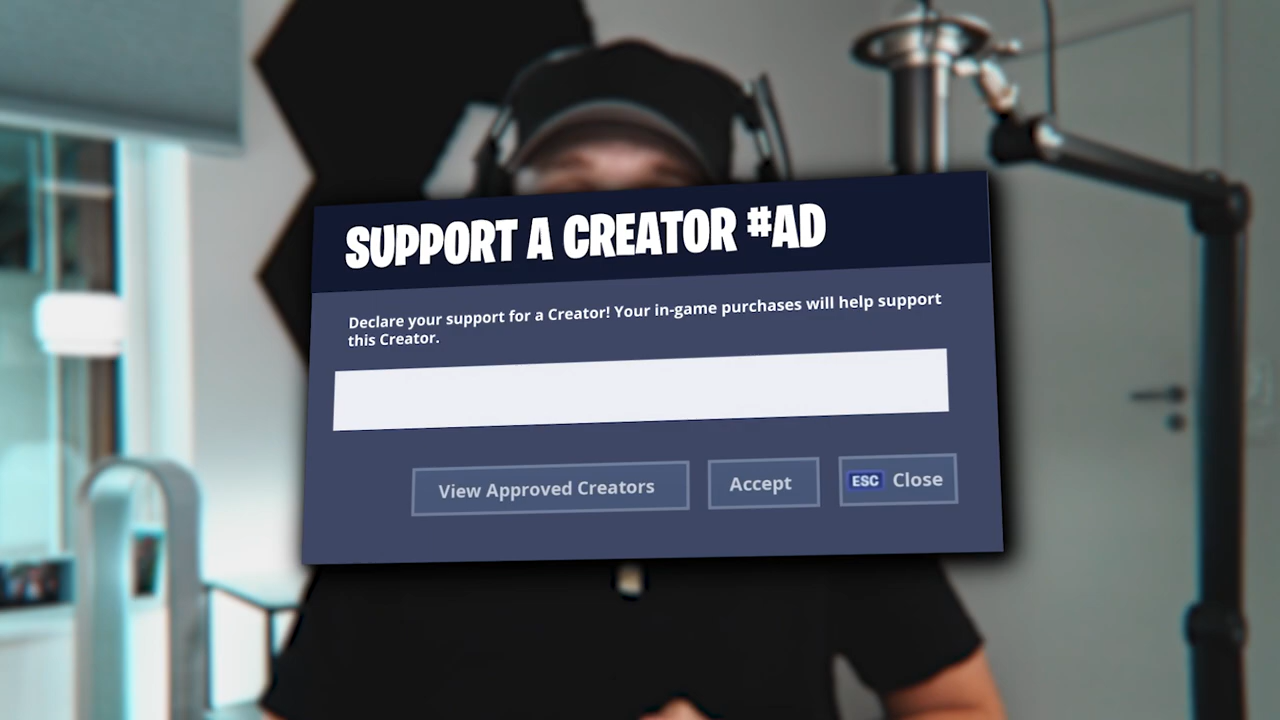 SUPPORT A CREATOR #AD
Declare your support for a Creator! Your in-game purchases will help support
this Creator.
View Approved Creators
Accept
ESC Close